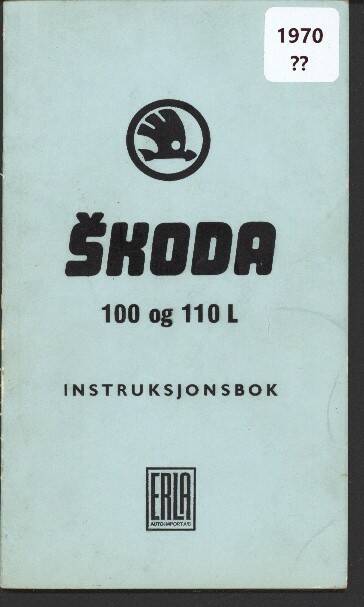 1970
??
ŠKODA
100 og 110 L
INSTRUKSJONSBOK
ERLA
AUTOIMPORT A/S